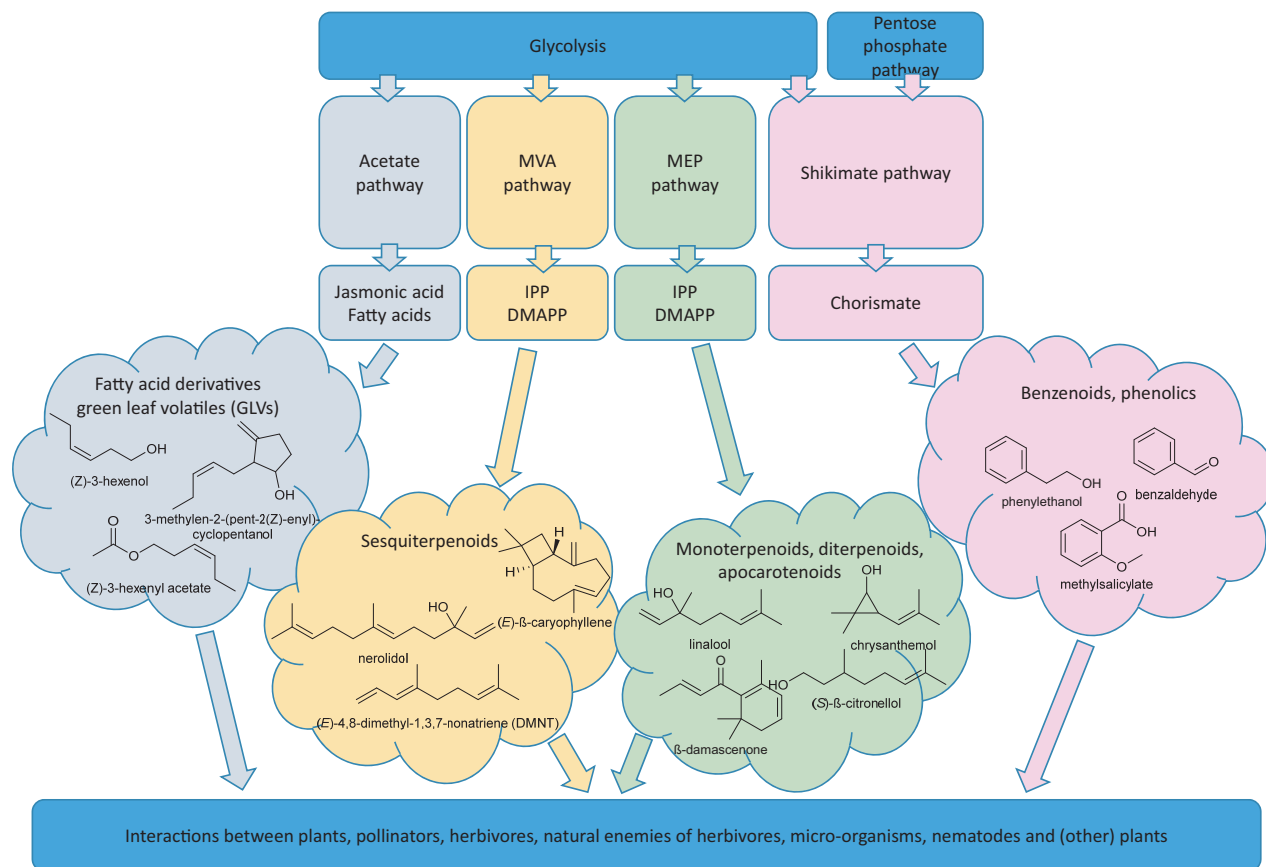 Glycolysis
Pentose
phosphate
pathway
Acetate
pathway
MVA
pathway
MEP
pathway
Shikimate pathway
Jasmonic acid
Fatty acids
IPP
DMAPP
IPP
DMAPP
Chorismate
Fatty acid derivatives
green leaf volatiles (GLVs)
OH
(Z)-3-hexenol
OH
3-methylen-2-(pent-2(Z)-enyl)-
cyclopentanol
O
O
(Z)-3-hexenyl acetate
Sesquiterpenoids
H
H
(E)-ß-caryophyllene
HO
nerolidol
(E)-4,8-dimethyl-1,3,7-nonatriene (DMNT)
Monoterpenoids, diterpenoids,
apocarotenoids
HO
linalool
OH
chrysanthemol
O
ß-damascenone
HO
(S)-ß-citronellol
Benzenoids, phenolics
OH
phenylethanol
O
benzaldehyde
O
OH
O
methylsalicylate
Interactions between plants, pollinators, herbivores, natural enemies of herbivores, micro-organisms, nematodes and (other) plants